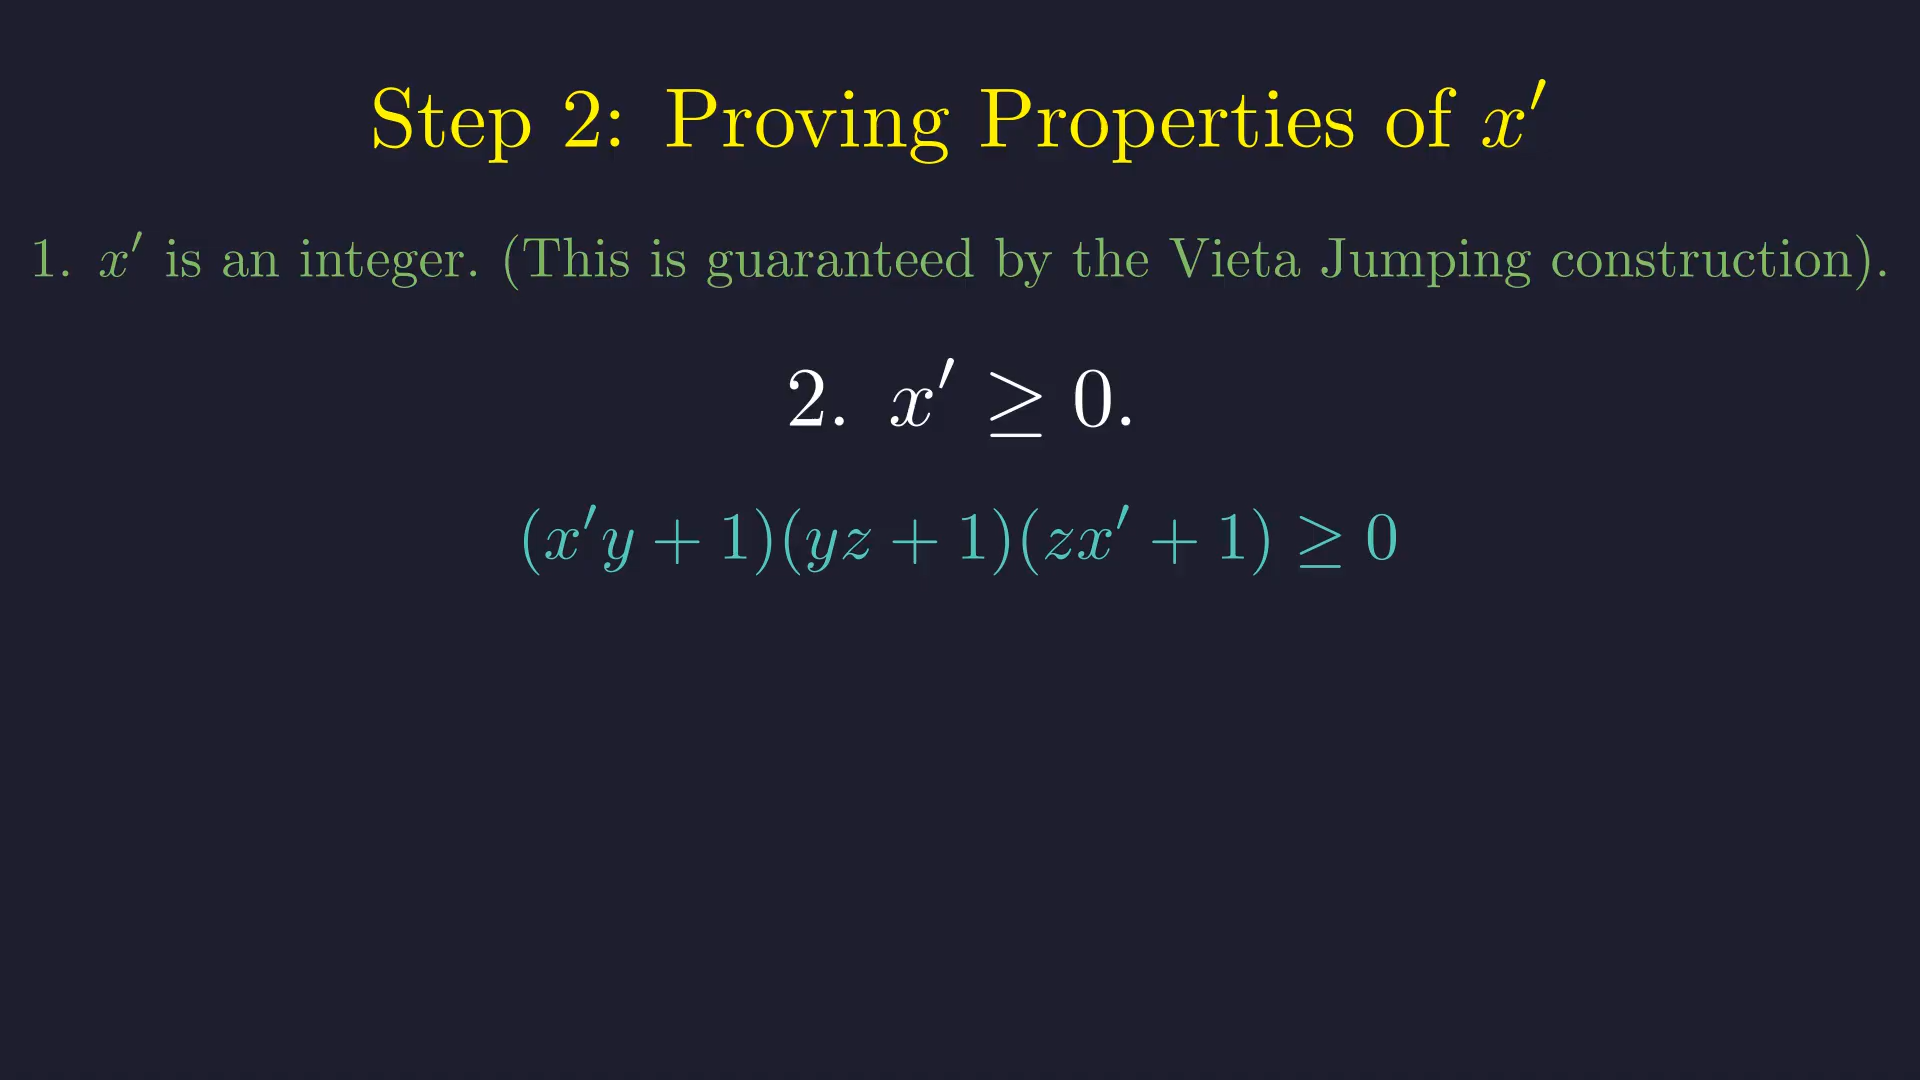 Step 2: Proving Properties of x′
1. x′ is an integer. (This is guaranteed by the Vieta Jumping construction).
2. x′ ≥ 0.
(x′y + 1)(yz + 1)(zx′ + 1) ≥ 0